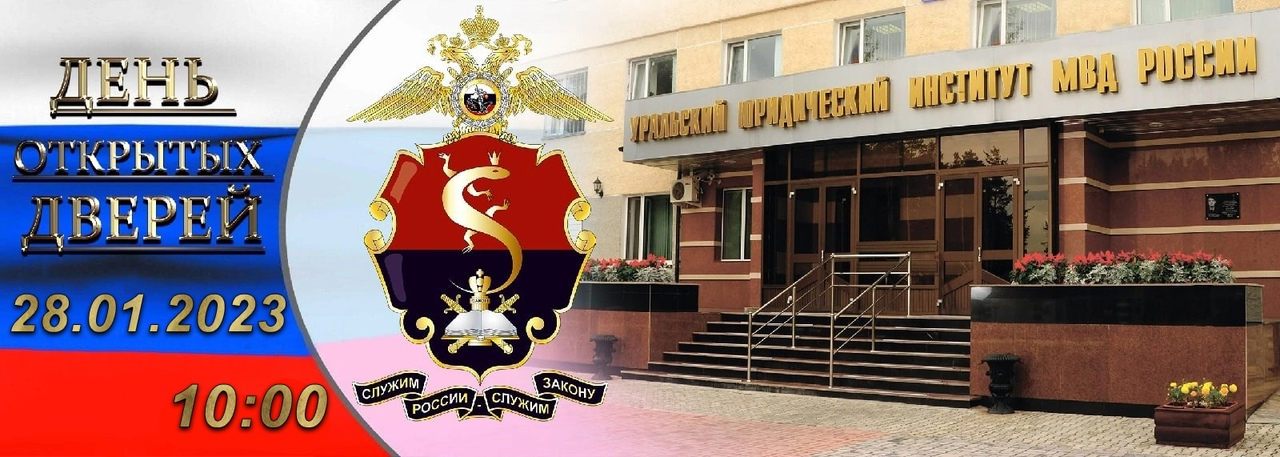 ДЕНЬ
ОТКРЫТЫХ
ДВЕРЕЙ
28.01.2023
10:00
СЛУЖИМ
РОССИИ - СЛУЖИМ
ЗАКОНУ
УРАЛЬСКИЙ ЮРИДИЧЕСКИЙ ИНСТИТУТ МВД РОССИИ